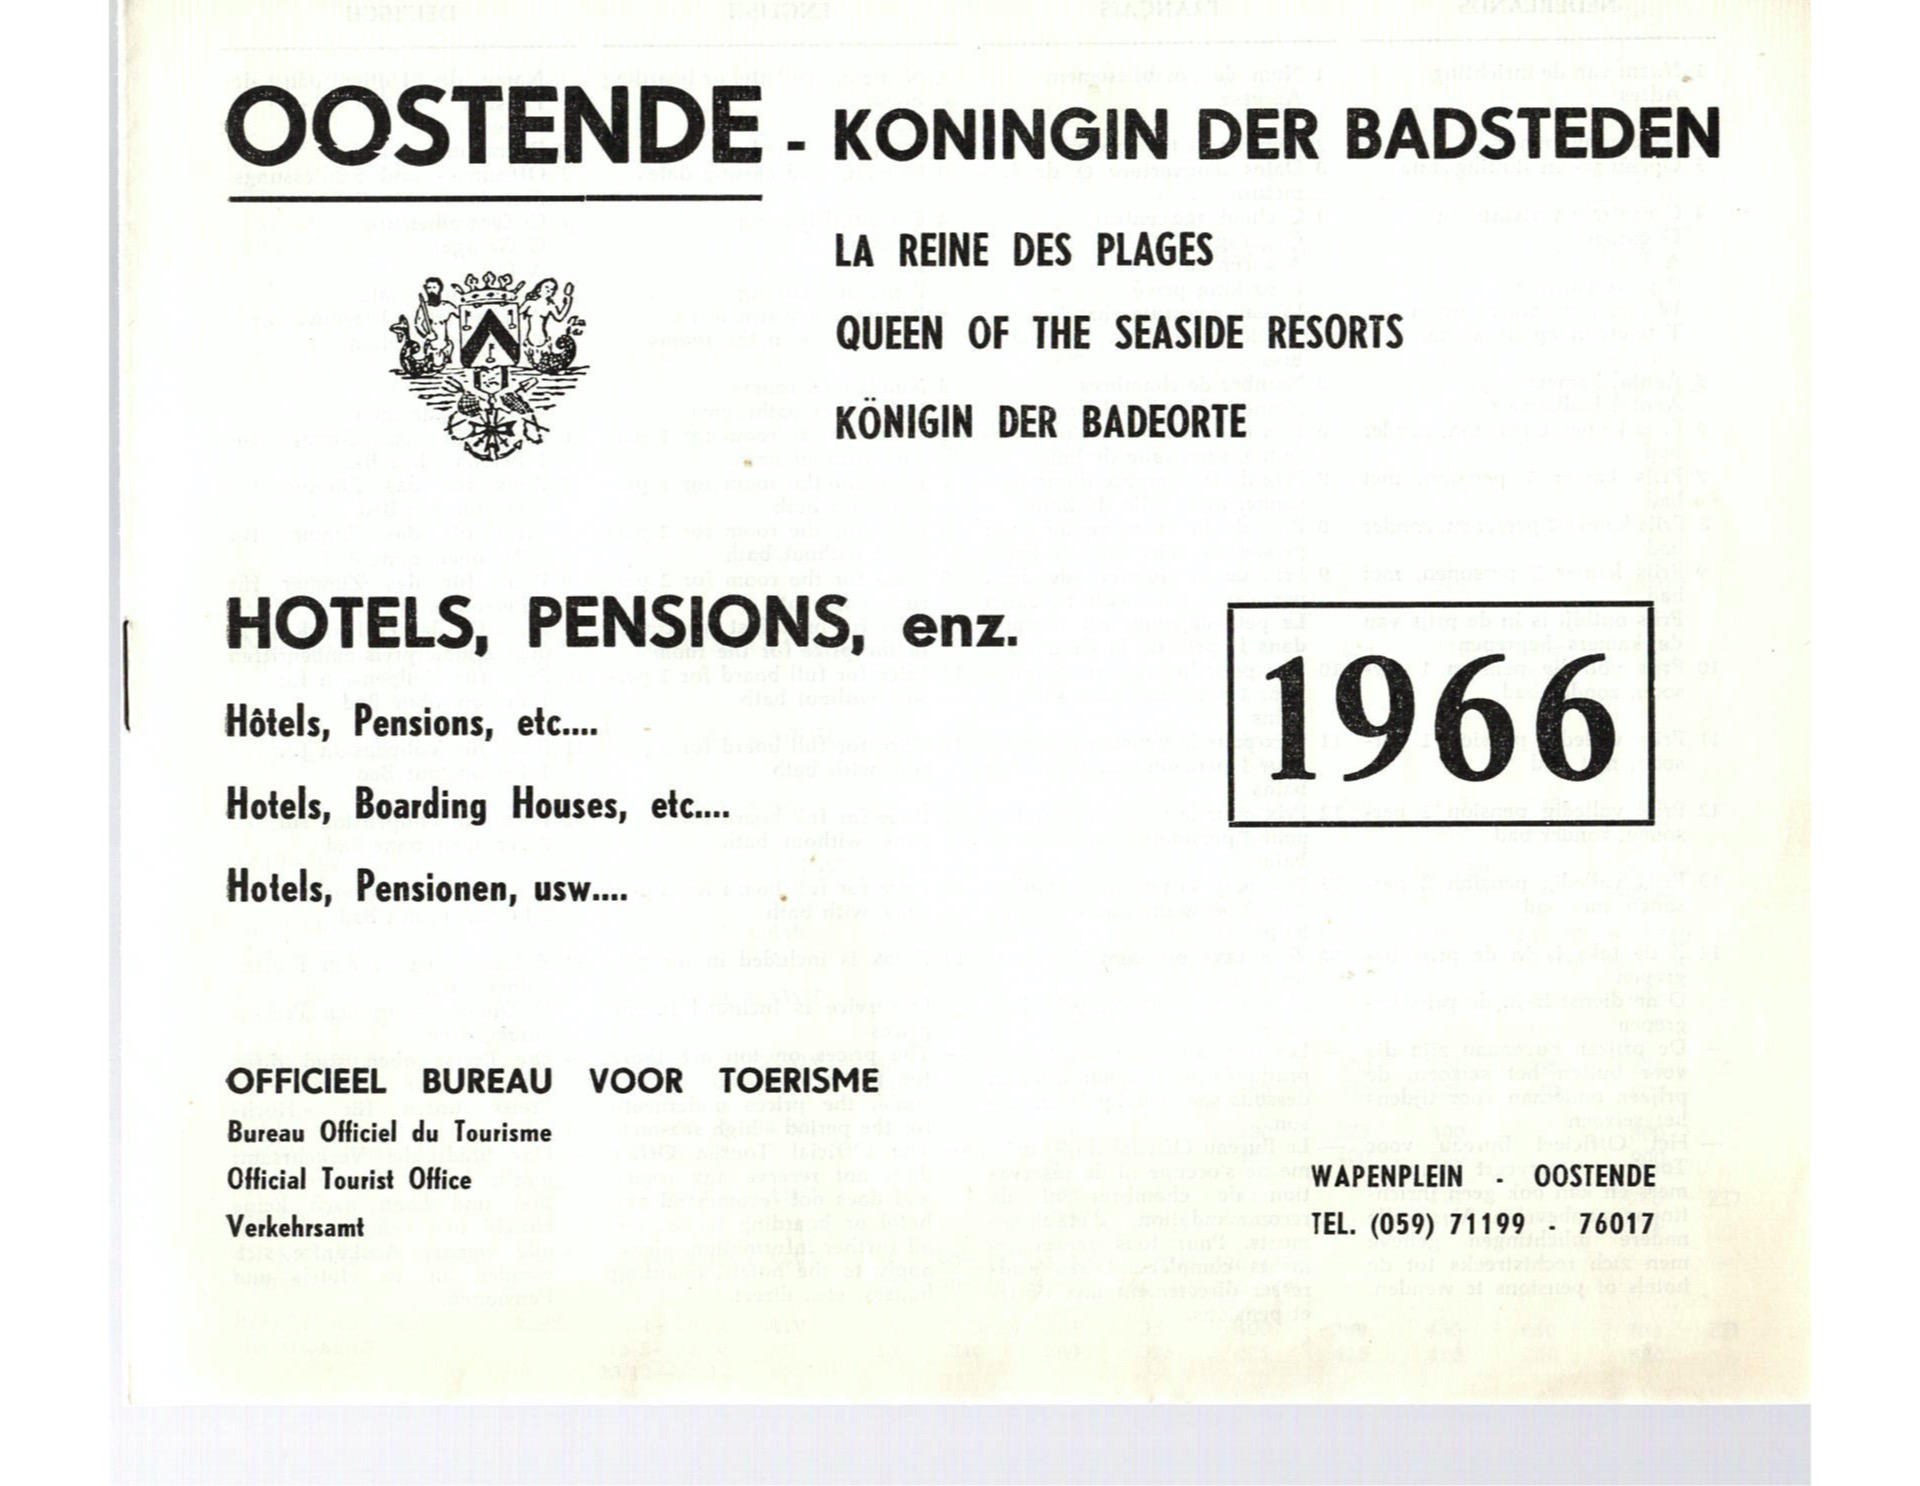 OOSTENDE - KONINGIN DER BADSTEDEN
LA REINE DES PLAGES
QUEEN OF THE SEASIDE RESORTS
KÖNIGIN DER BADEORTE
HOTELS, PENSIONS, enz.
Hôtels, Pensions, etc....
Hotels, Boarding Houses, etc....
Hotels, Pensionen, usw....
1966
OFFICIEEL BUREAU VOOR TOERISME
Bureau Officiel du Tourisme
Official Tourist Office
Verkehrsamt
WAPENPLEIN - OOSTENDE
TEL. (059) 71199 - 76017